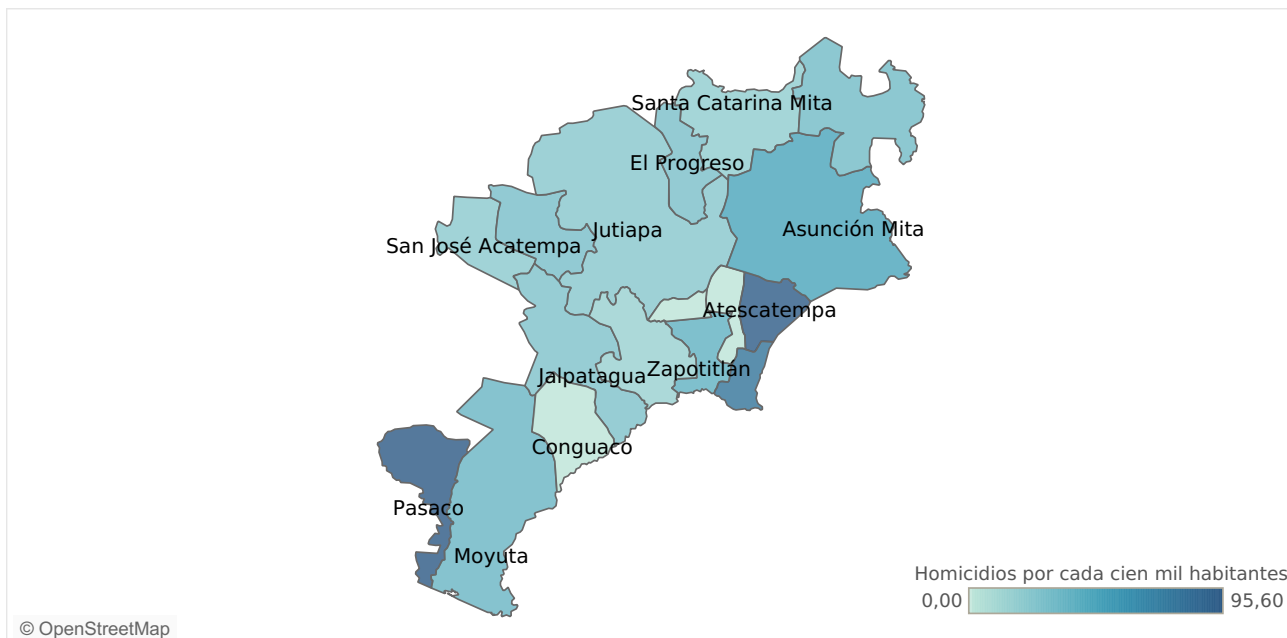 Santa Catarina Mita
El Progreso
Jutiapa
Asunción Mita
San José Acatempa
Atescatempa
Zapotitlán
Jalpatagua
Conguaco
Pasaco
Moyuta
Homicidios por cada cien mil habitantes
0,00 95,60
© OpenStreetMap